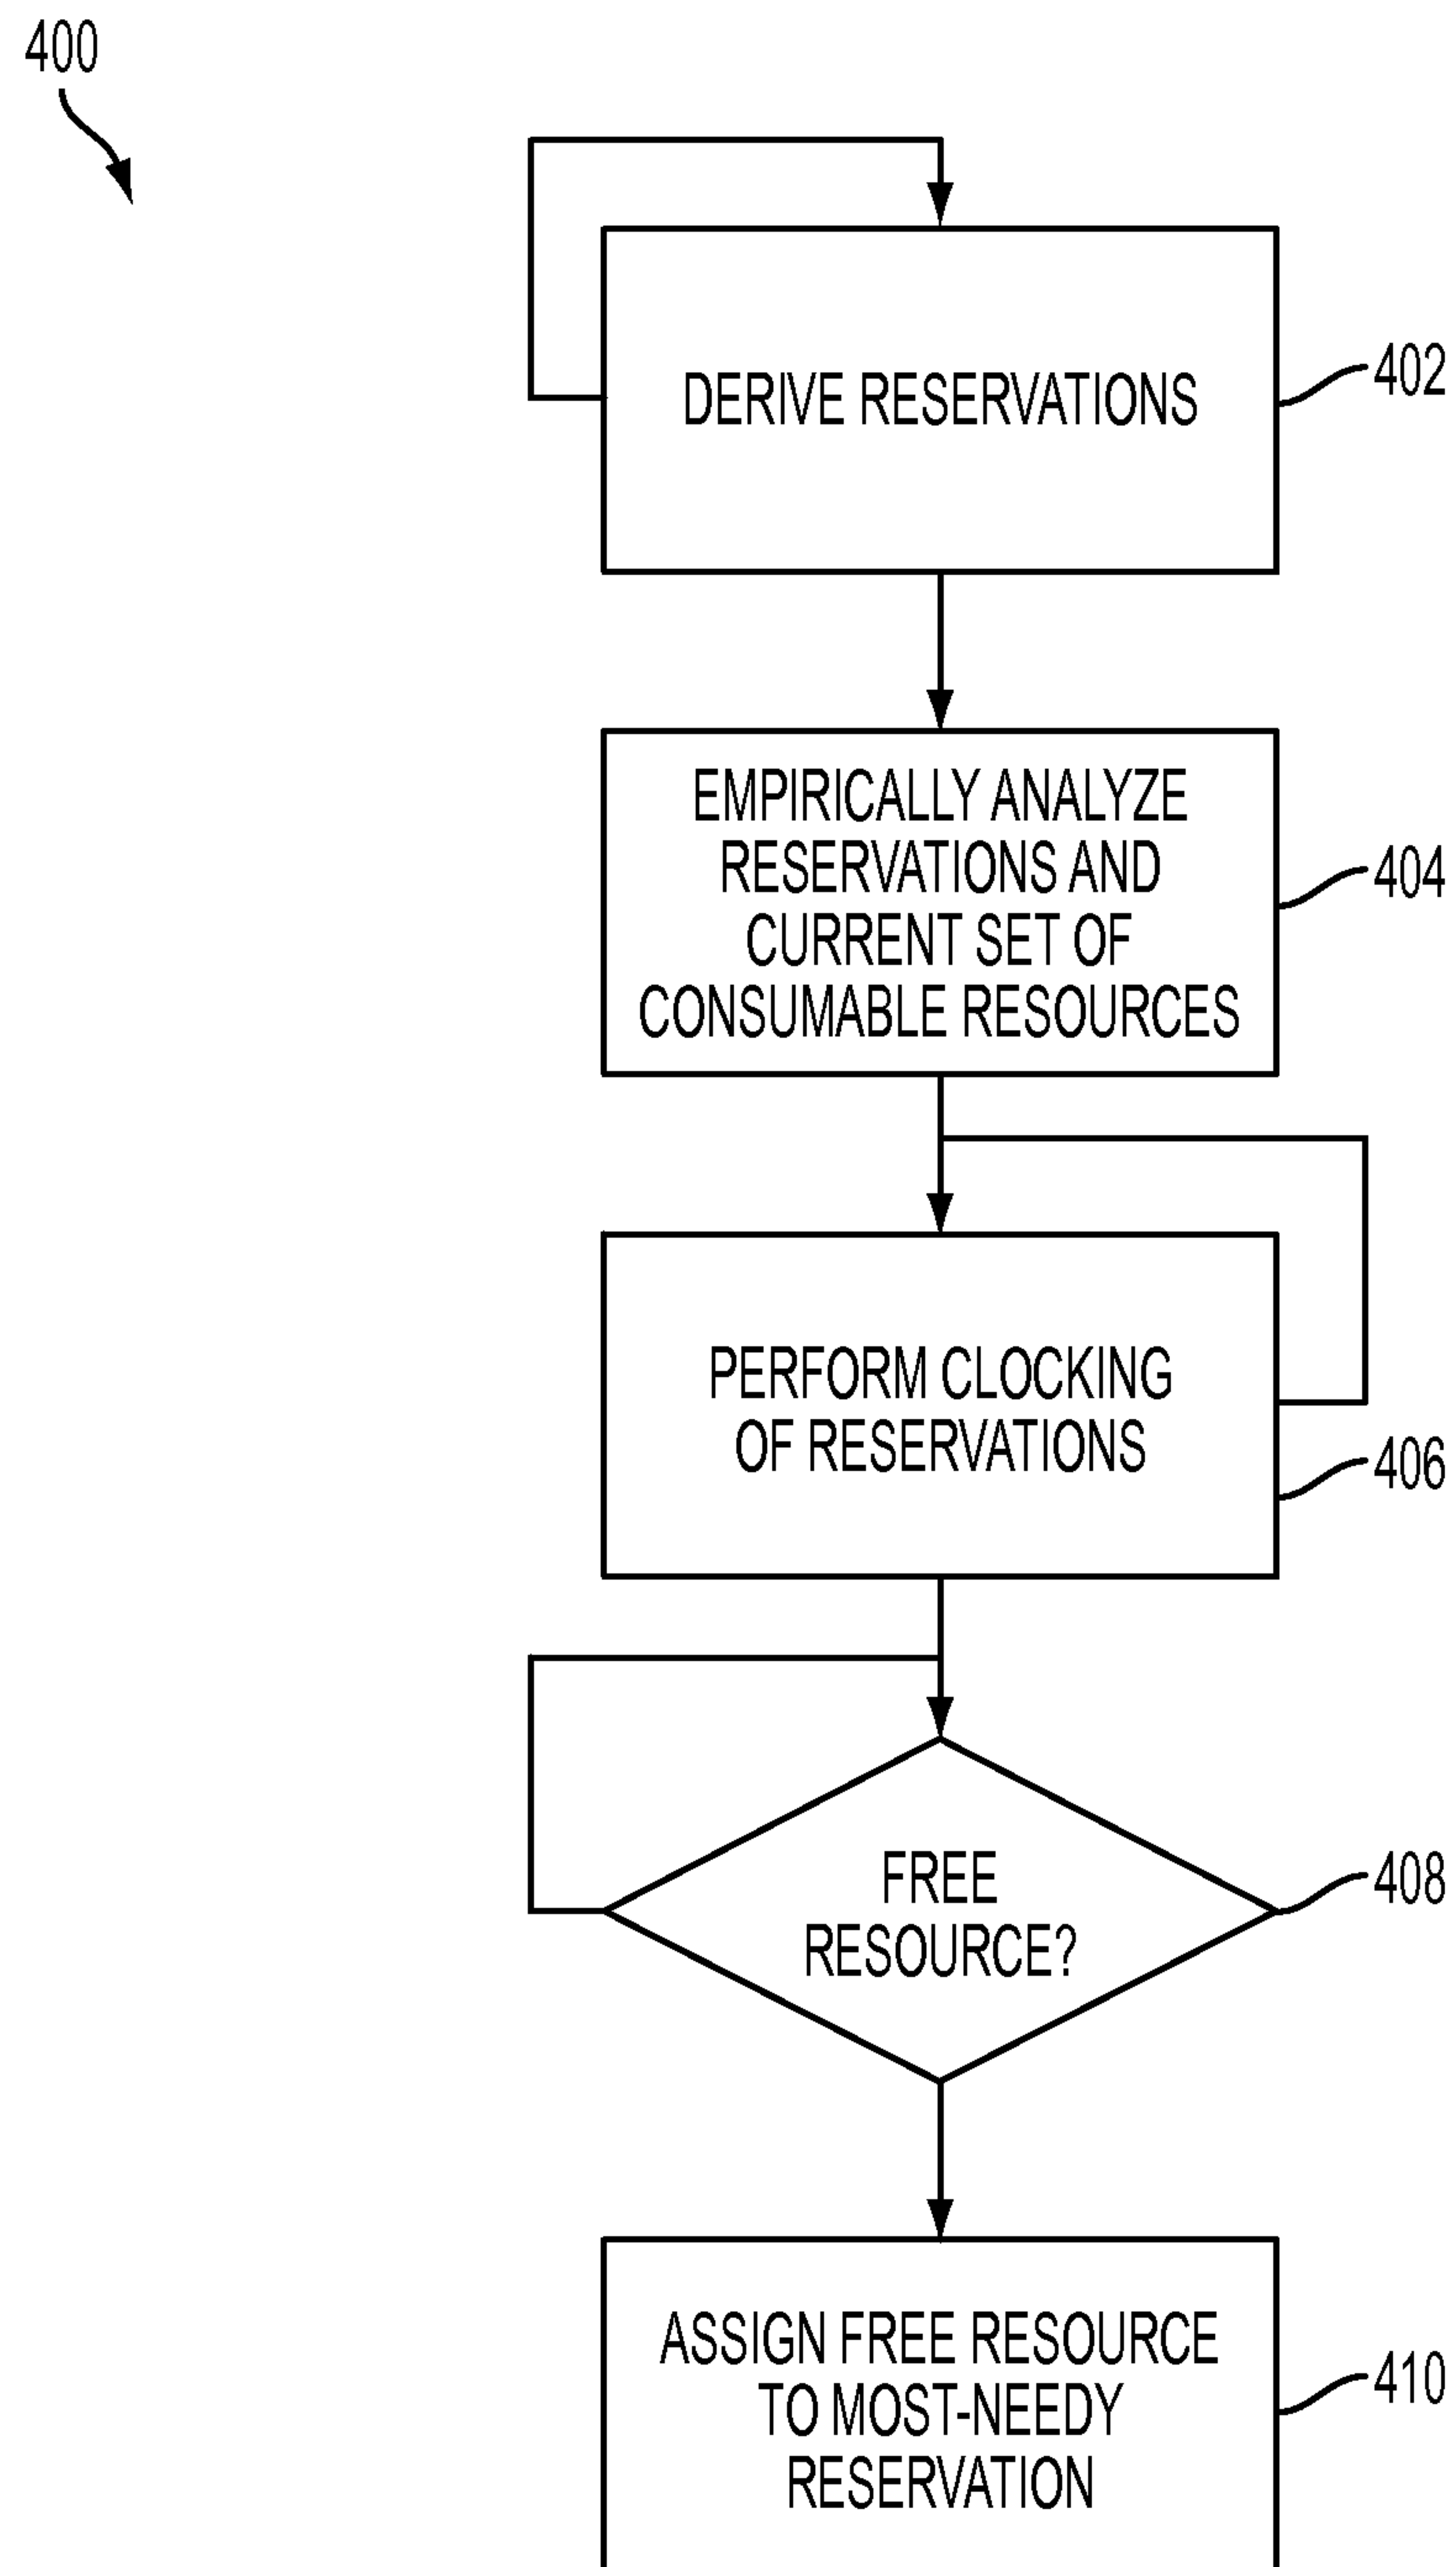 400
DERIVE RESERVATIONS
402
EMPIRICALLY ANALYZE
RESERVATIONS AND
CURRENT SET OF
CONSUMABLE RESOURCES
404
PERFORM CLOCKING
OF RESERVATIONS
406
FREE
RESOURCE?
408
ASSIGN FREE RESOURCE
TO MOST-NEEDY
RESERVATION
410